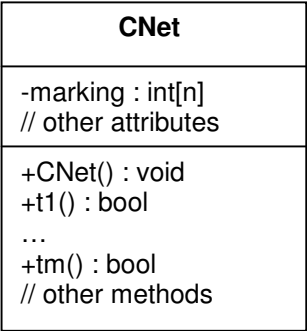 CNet
-marking : int[n]
// other attributes
+CNet() : void
+t1() : bool
…
+tm() : bool
// other methods